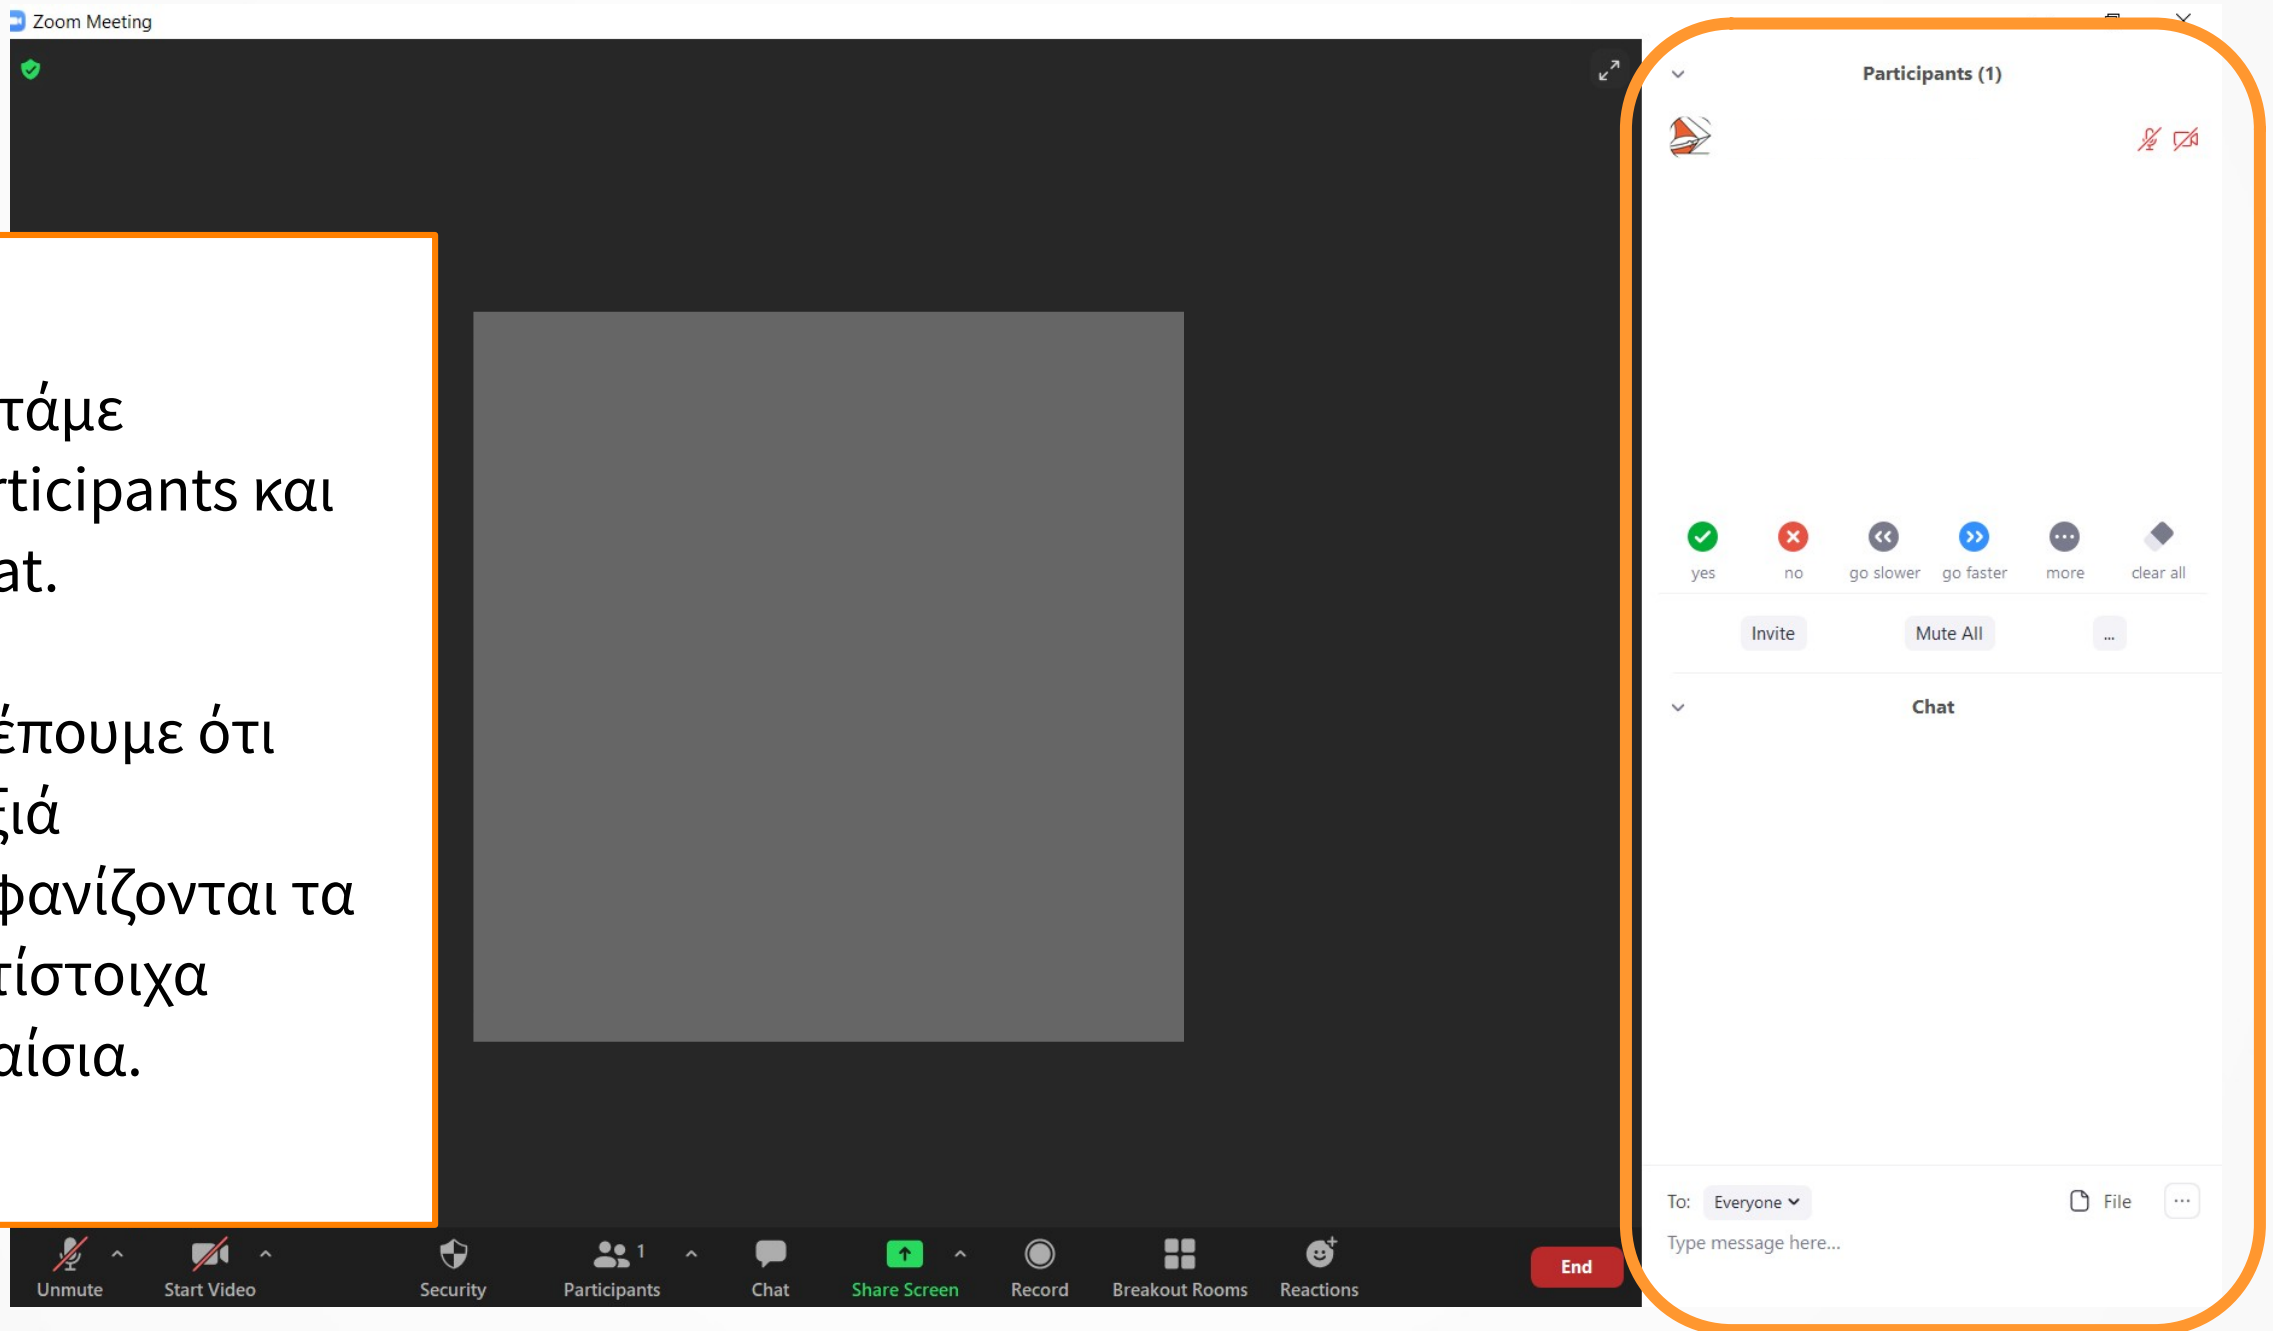 Zoom Meeting
τάμε
rticipants και
at.
έπουμε ότι
ξιά
φανίζονται τα
τίστοιχα
αίσια.
Participants (1)
yes no go slower go faster more clear all
Invite Mute All ...
Chat
To: Everyone File ...
Type message here...
1
Unmute Start Video Security Participants Chat Share Screen Record Breakout Rooms Reactions End